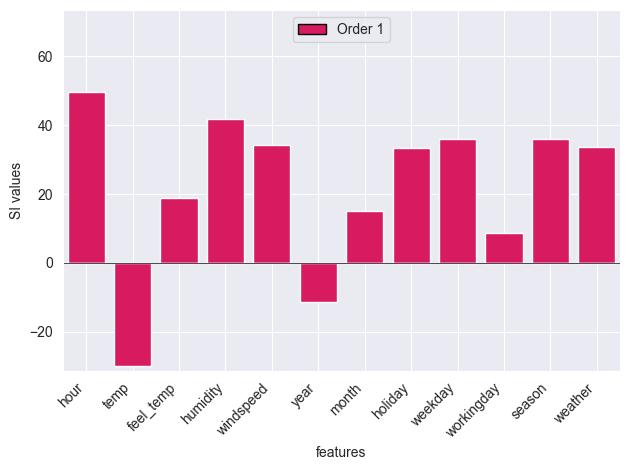 Order 1
60
40
20
0
−20
SI values
hour
temp
feel_temp
humidity
windspeed
year
month
holiday
weekday
workingday
season
weather
features